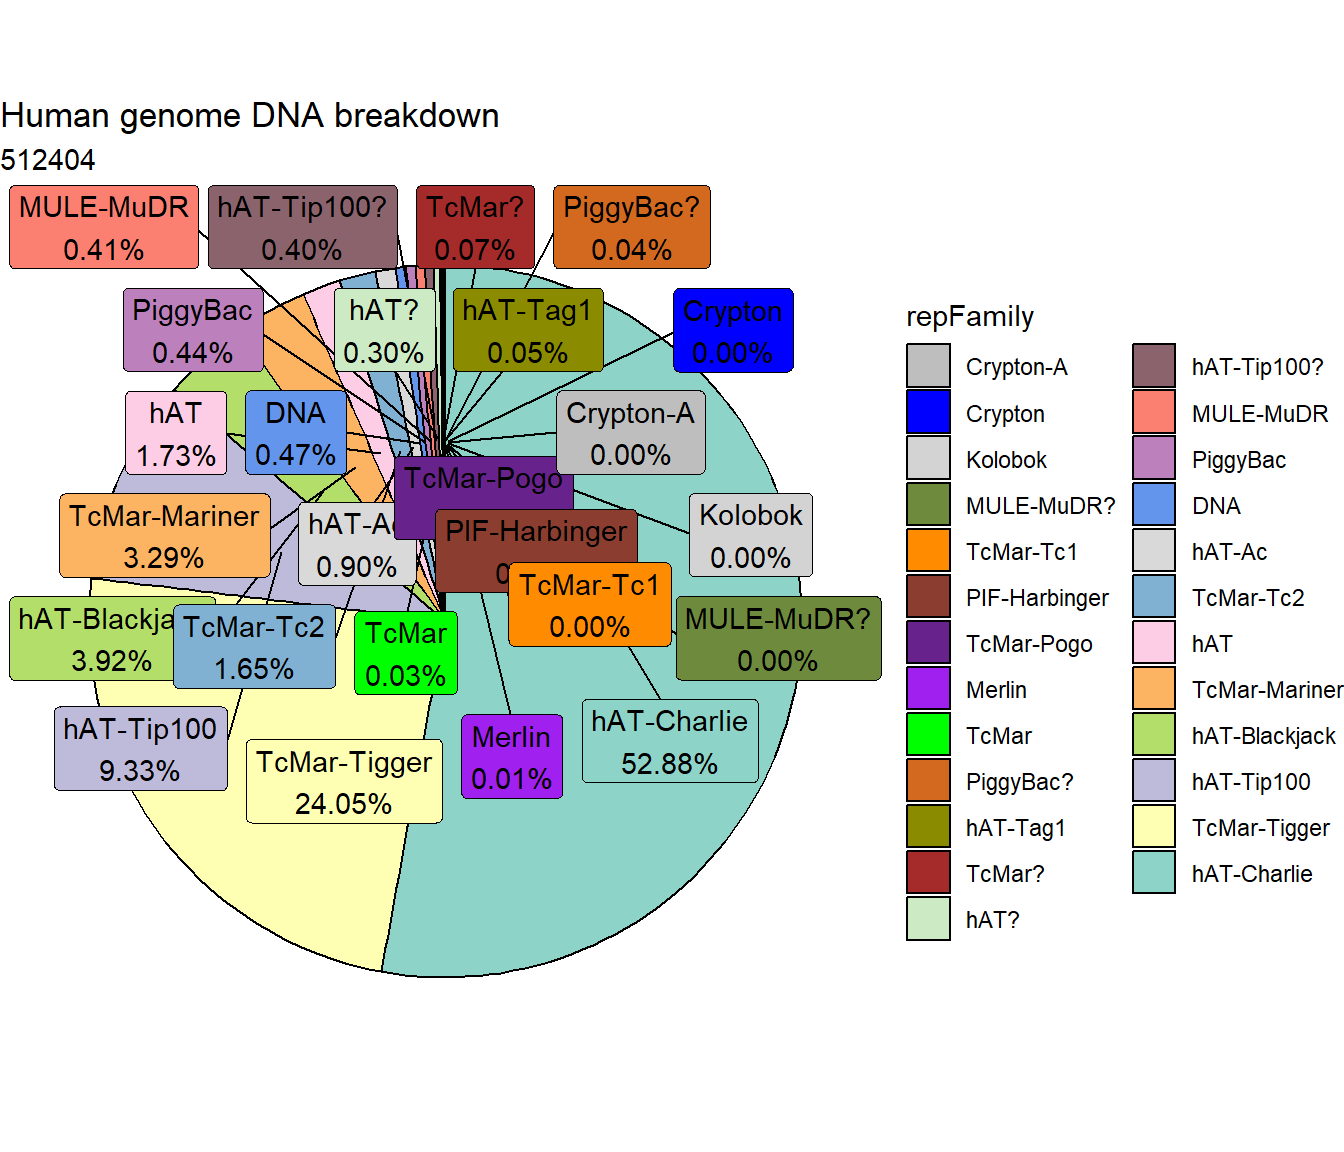 Human genome DNA breakdown
512404
MULE-MuDR
0.41%
hAT-Tip100?
0.40%
TcMar?
0.07%
PiggyBac?
0.04%
PiggyBac
0.44%
hAT?
0.30%
hAT-Tag1
0.05%
Crypton
0.00%
hAT
1.73%
DNA
0.47%
Crypton-A
0.00%
TcMar-Pogo
TcMar-Mariner
3.29%
hAT-Ac
0.90%
PIF-Harbinger
Kolobok
0.00%
TcMar-Tc1
0.00%
hAT-Blackja
3.92%
TcMar-Tc2
1.65%
TcMar
0.03%
MULE-MuDR?
0.00%
hAT-Tip100
9.33%
TcMar-Tigger
24.05%
Merlin
0.01%
hAT-Charlie
52.88%
repFamily
Crypton-A
Crypton
Kolobok
MULE-MuDR?
TcMar-Tc1
PIF-Harbinger
TcMar-Pogo
Merlin
TcMar
PiggyBac?
hAT-Tag1
TcMar?
hAT?
hAT-Tip100?
MULE-MuDR
PiggyBac
DNA
hAT-Ac
TcMar-Tc2
hAT
TcMar-Mariner
hAT-Blackjack
hAT-Tip100
TcMar-Tigger
hAT-Charlie